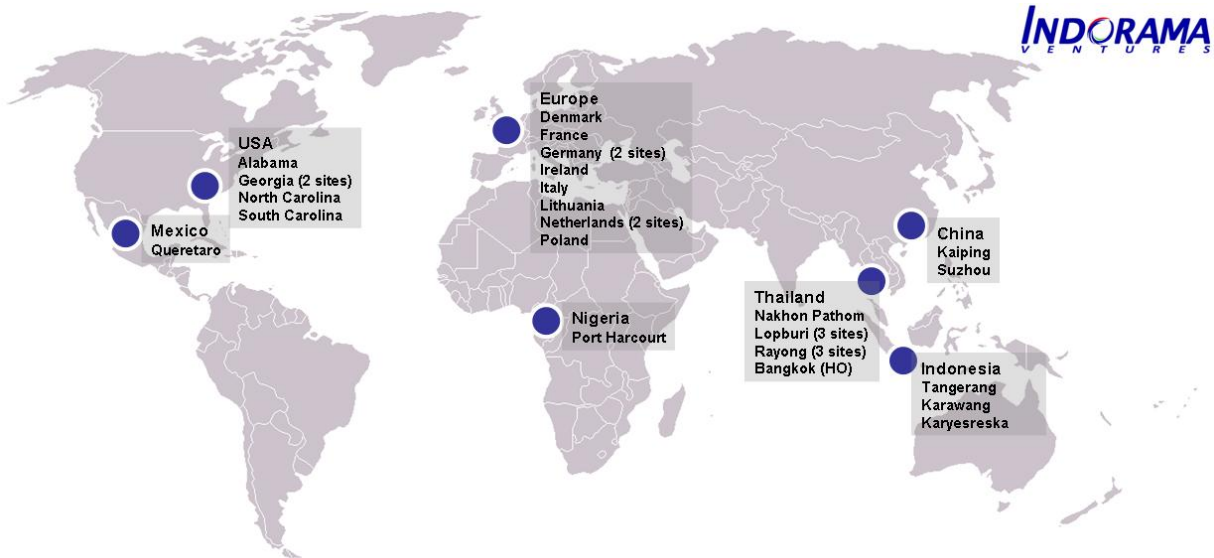 INDORAMA
VENTURES
USA
Alabama
Georgia (2 sites)
North Carolina
South Carolina
Mexico
Queretaro
Europe
Denmark
France
Germany (2 sites)
Ireland
Italy
Lithuania
Netherlands (2 sites)
Poland
Nigeria
Port Harcourt
China
Kaiping
Suzhou
Thailand
Nakhon Pathom
Lopburi (3 sites)
Rayong (3 sites)
Bangkok (HO)
Indonesia
Tangerang
Karawang
Karyesreska